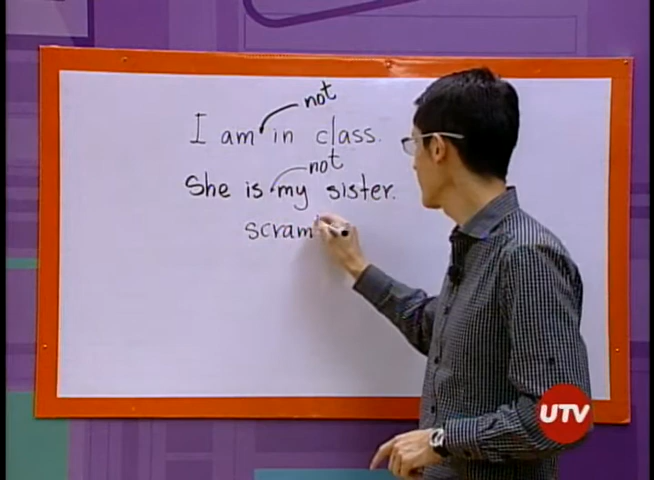 not
I am in class.
not
She is my sister.
scram
UTV